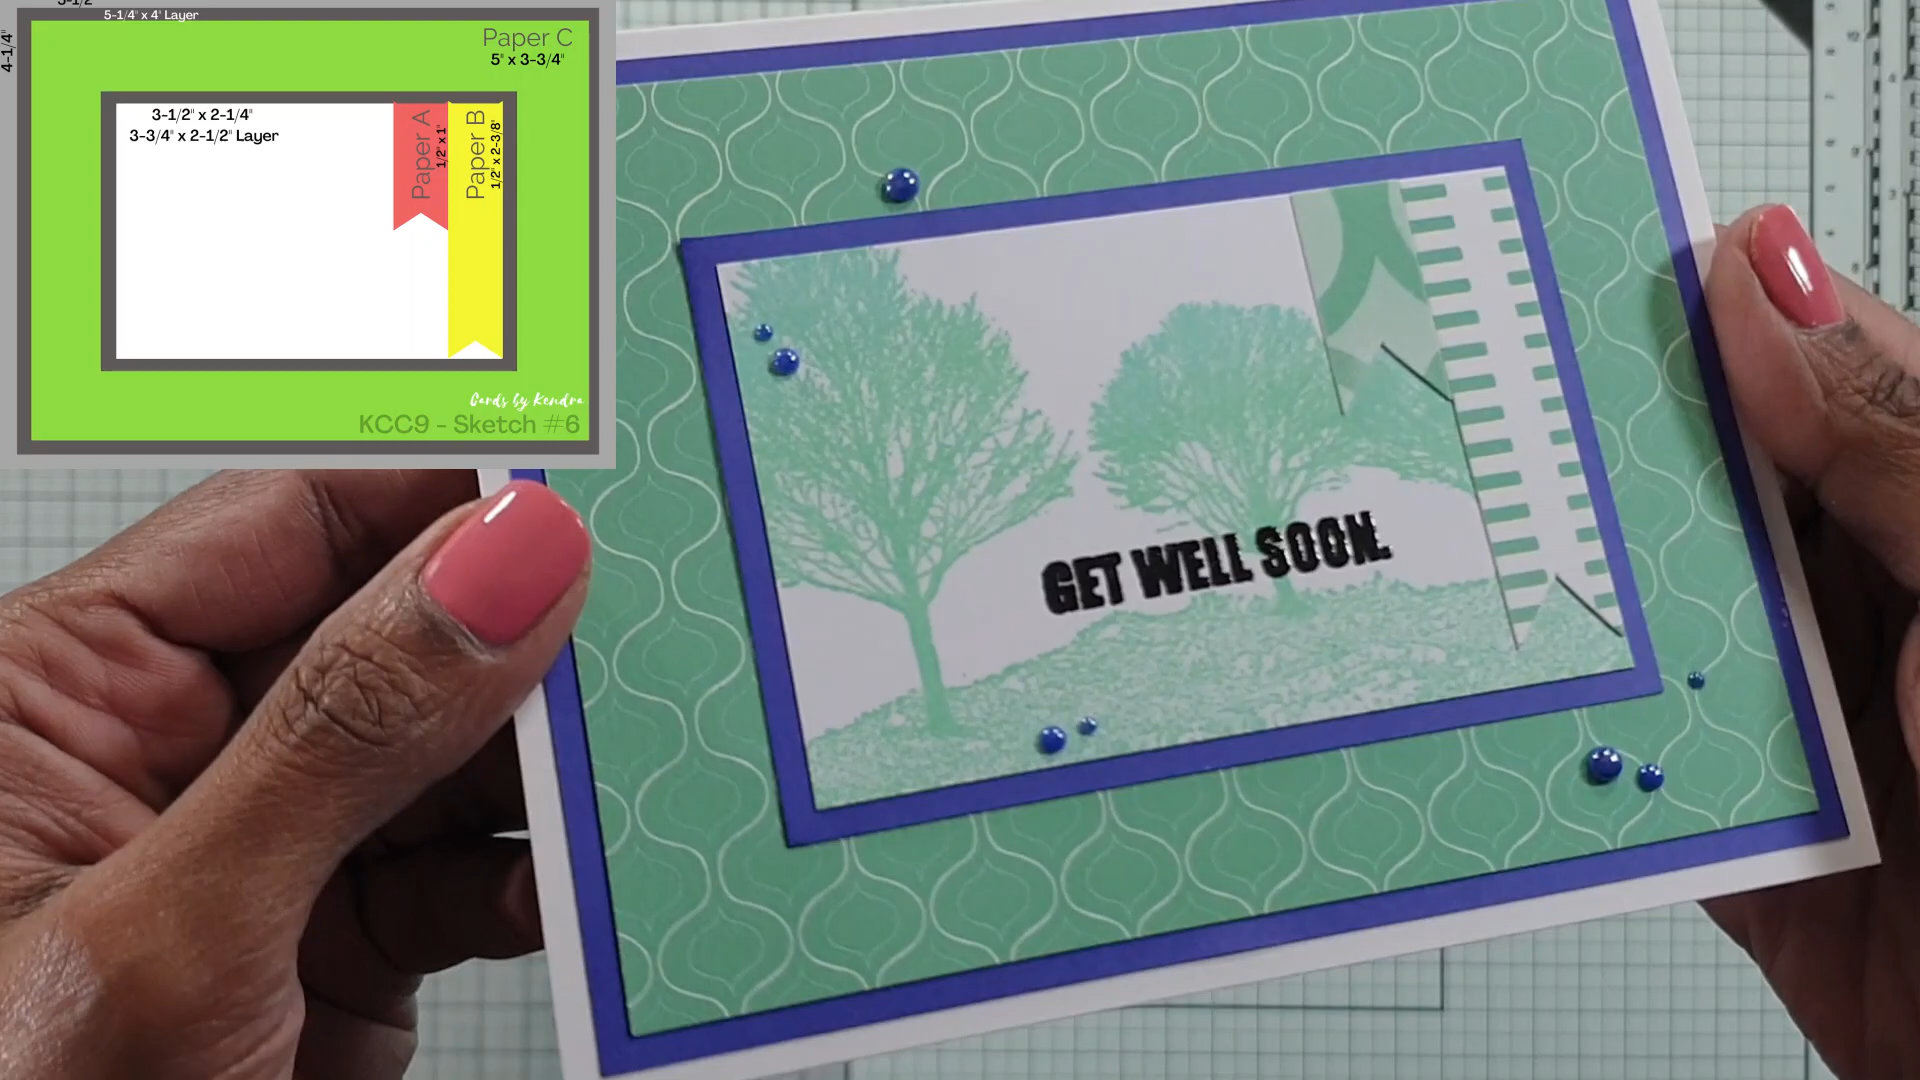 5-1/4" x 4" Layer
4-1/4"
Paper C
5" x 3-3/4"
3-1/2" x 2-1/4"
3-3/4" x 2-1/2" Layer
Paper A
1/2" x 1"
Paper B
1/2" x 2-3/8"
Cards by Kendra
KCC9 - Sketch #6
GET WELL SOON.